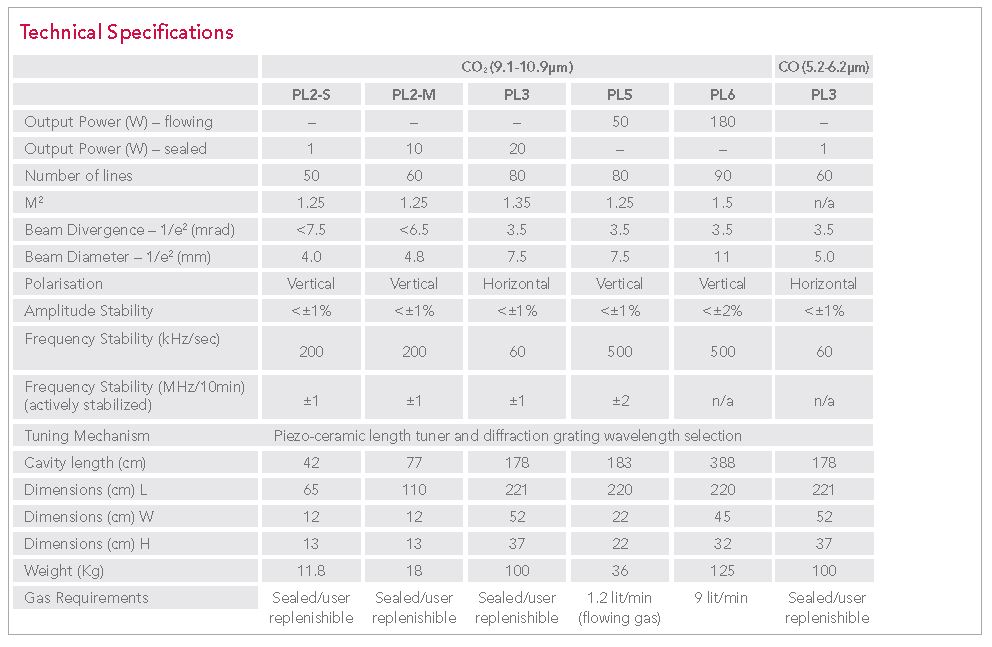 Technical Specifications
CO₂ (9.1-10.9µm) CO (5.2-6.2µm)
PL2-S PL2-M PL3 PL5 PL6 PL3
Output Power (W) – flowing – – – 50 180 –
Output Power (W) – sealed 1 10 20 – – 1
Number of lines 50 60 80 80 90 60
M² 1.25 1.25 1.35 1.25 1.5 n/a
Beam Divergence – 1/e² (mrad) <7.5 <6.5 3.5 3.5 3.5 3.5
Beam Diameter – 1/e² (mm) 4.0 4.8 7.5 7.5 11 5.0
Polarisation Vertical Vertical Horizontal Vertical Vertical Horizontal
Amplitude Stability <±1% <±1% <±1% <±1% <±2% <±1%
Frequency Stability (kHz/sec) 200 200 60 500 500 60
Frequency Stability (MHz/10min)
(actively stabilized) ±1 ±1 ±1 ±2 n/a n/a
Tuning Mechanism Piezo-ceramic length tuner and diffraction grating wavelength selection
Cavity length (cm) 42 77 178 183 388 178
Dimensions (cm) L 65 110 221 220 220 221
Dimensions (cm) W 12 12 52 22 45 52
Dimensions (cm) H 13 13 37 22 32 37
Weight (Kg) 11.8 18 100 36 125 100
Gas Requirements Sealed/user Sealed/user Sealed/user 1.2 lit/min 9 lit/min Sealed/user
replenishible replenishible replenishible (flowing gas) replenishible